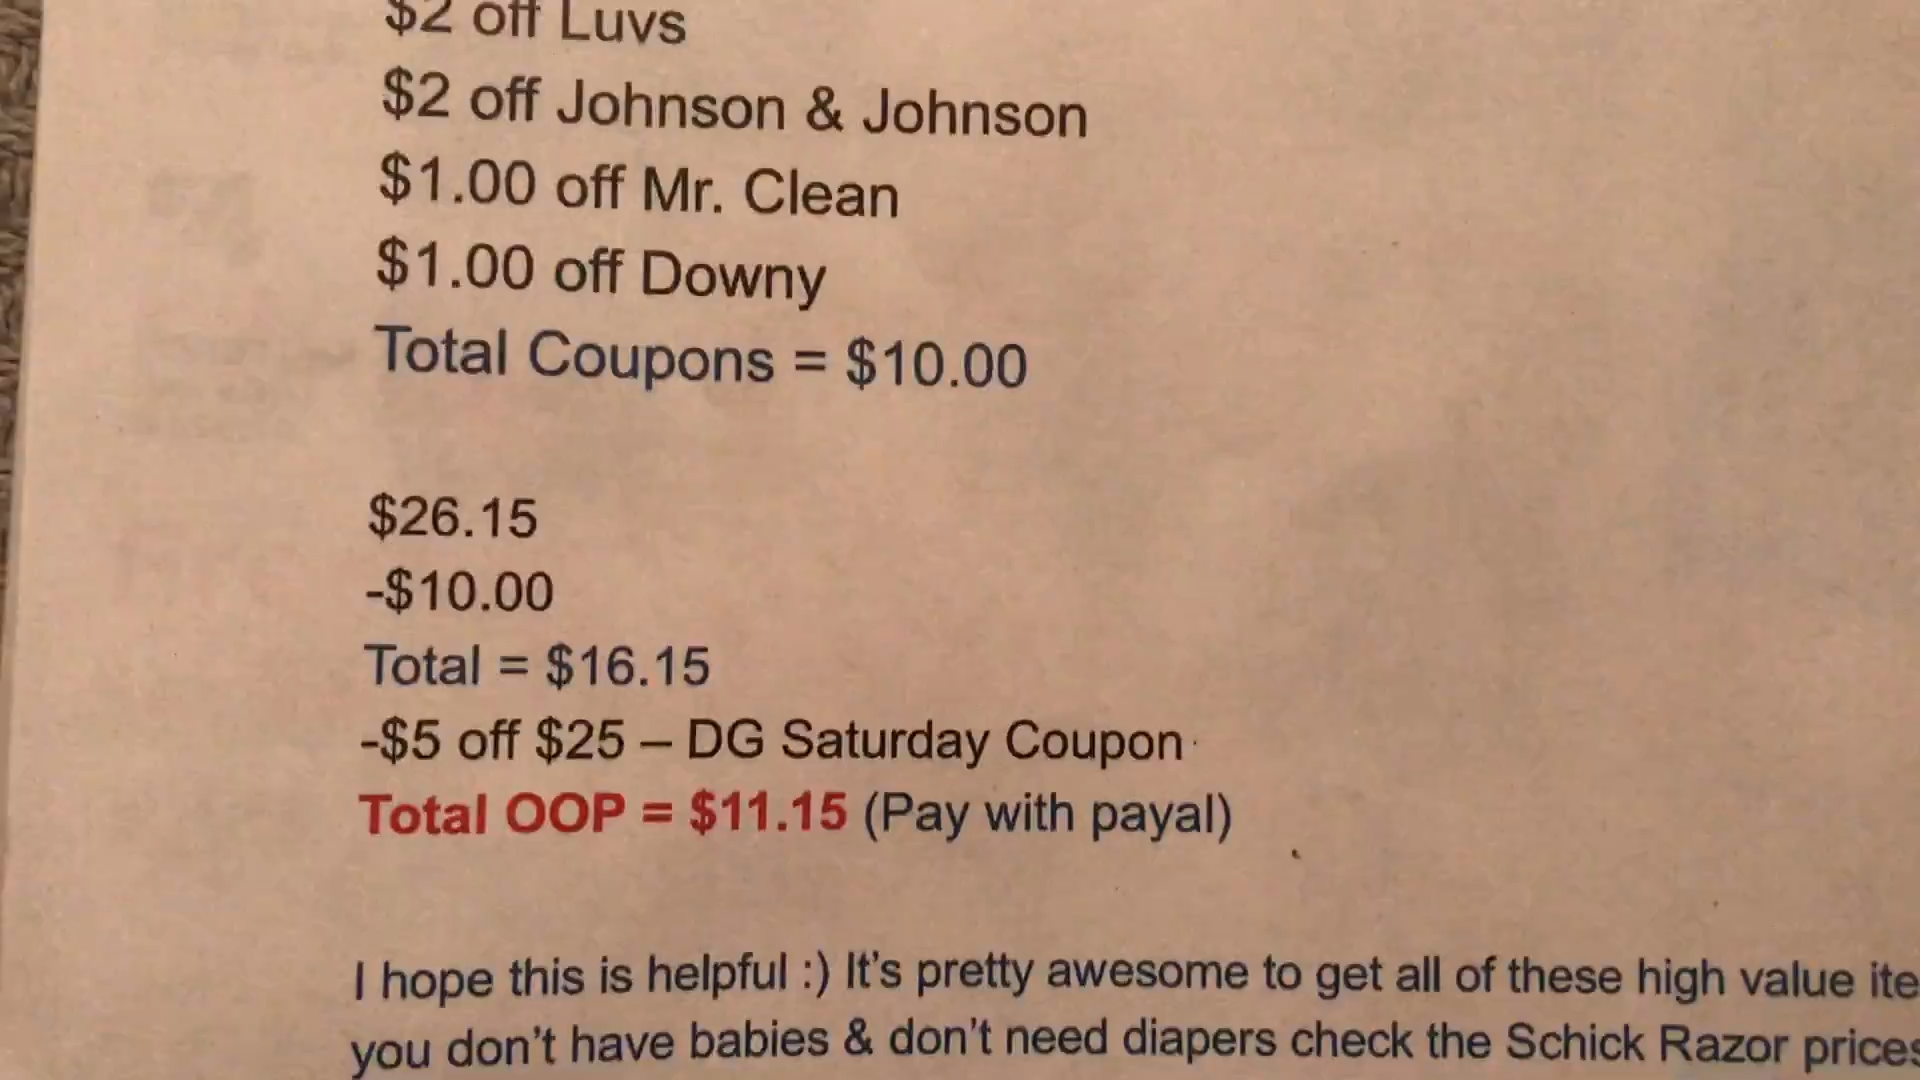 $2 off Luvs
$2 off Johnson & Johnson
$1.00 off Mr. Clean
$1.00 off Downy
Total Coupons = $10.00
$26.15
-$10.00
Total = $16.15
-$5 off $25 – DG Saturday Coupon
Total OOP = $11.15 (Pay with payal)
I hope this is helpful :) It's pretty awesome to get all of these high value ite
you don't have babies & don't need diapers check the Schick Razor prices